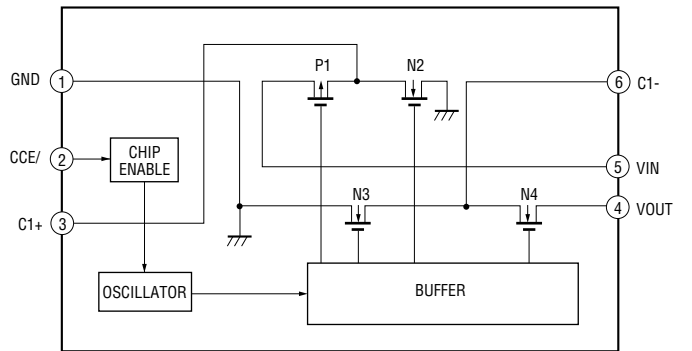 P1
N2
GND
1
6
C1-
CCE/
2
CHIP
ENABLE
5
VIN
C1+
3
N3
N4
4
VOUT
OSCILLATOR
BUFFER